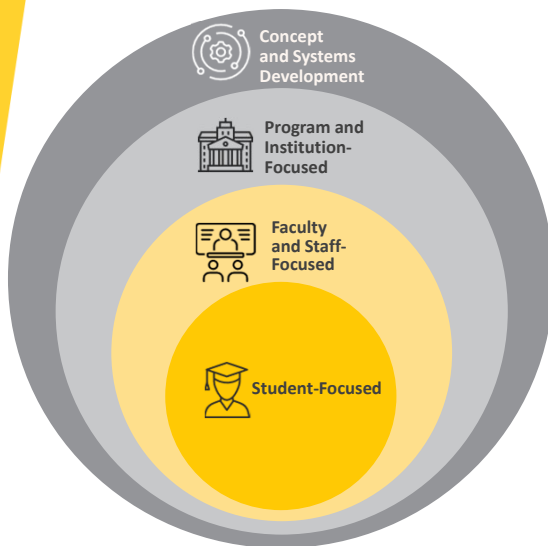 Concept
and Systems
Development
Program and
Institution-
Focused
Faculty
and Staff-
Focused
Student-Focused